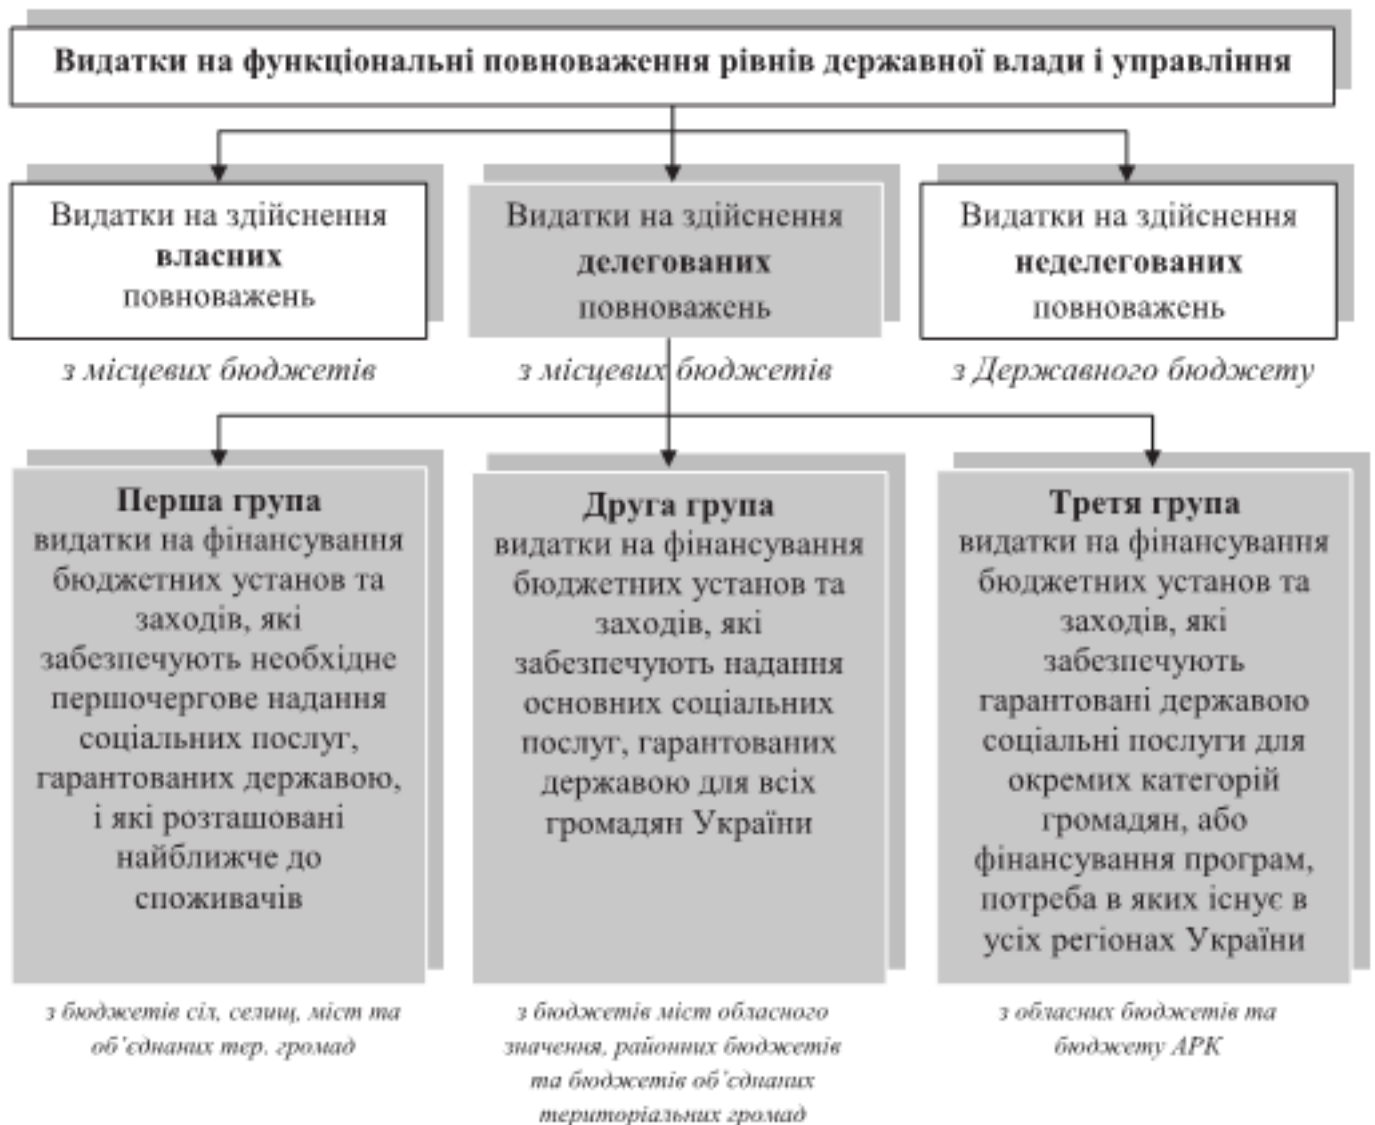 Видатки на функціональні повноваження рівнів державної влади і управління
Видатки на здійснення
власних
повноважень
Видатки на здійснення
делегованих
повноважень
Видатки на здійснення
неделегованих
повноважень
з місцевих бюджетів
з місцевих бюджетів
з Державного бюджету
Перша група
видатки на фінансування
бюджетних установ та
заходів, які
забезпечують необхідне
першочергове надання
соціальних послуг,
гарантованих державою,
і які розташовані
найближче до
споживачів
Друга група
видатки на фінансування
бюджетних установ та
заходів, які
забезпечують надання
основних соціальних
послуг, гарантованих
державою для всіх
громадян України
Третя група
видатки на фінансування
бюджетних установ та
заходів, які
забезпечують
гарантовані державою
соціальні послуги для
окремих категорій
громадян, або
фінансування програм,
потреба в яких існує в
усіх регіонах України
з бюджетів сіл, селищ, міст та
об’єднаних тер. громад
з бюджетів міст обласного
значення, районних бюджетів
та бюджетів об’єднаних
територіальних громад
з обласних бюджетів та
бюджету АРК